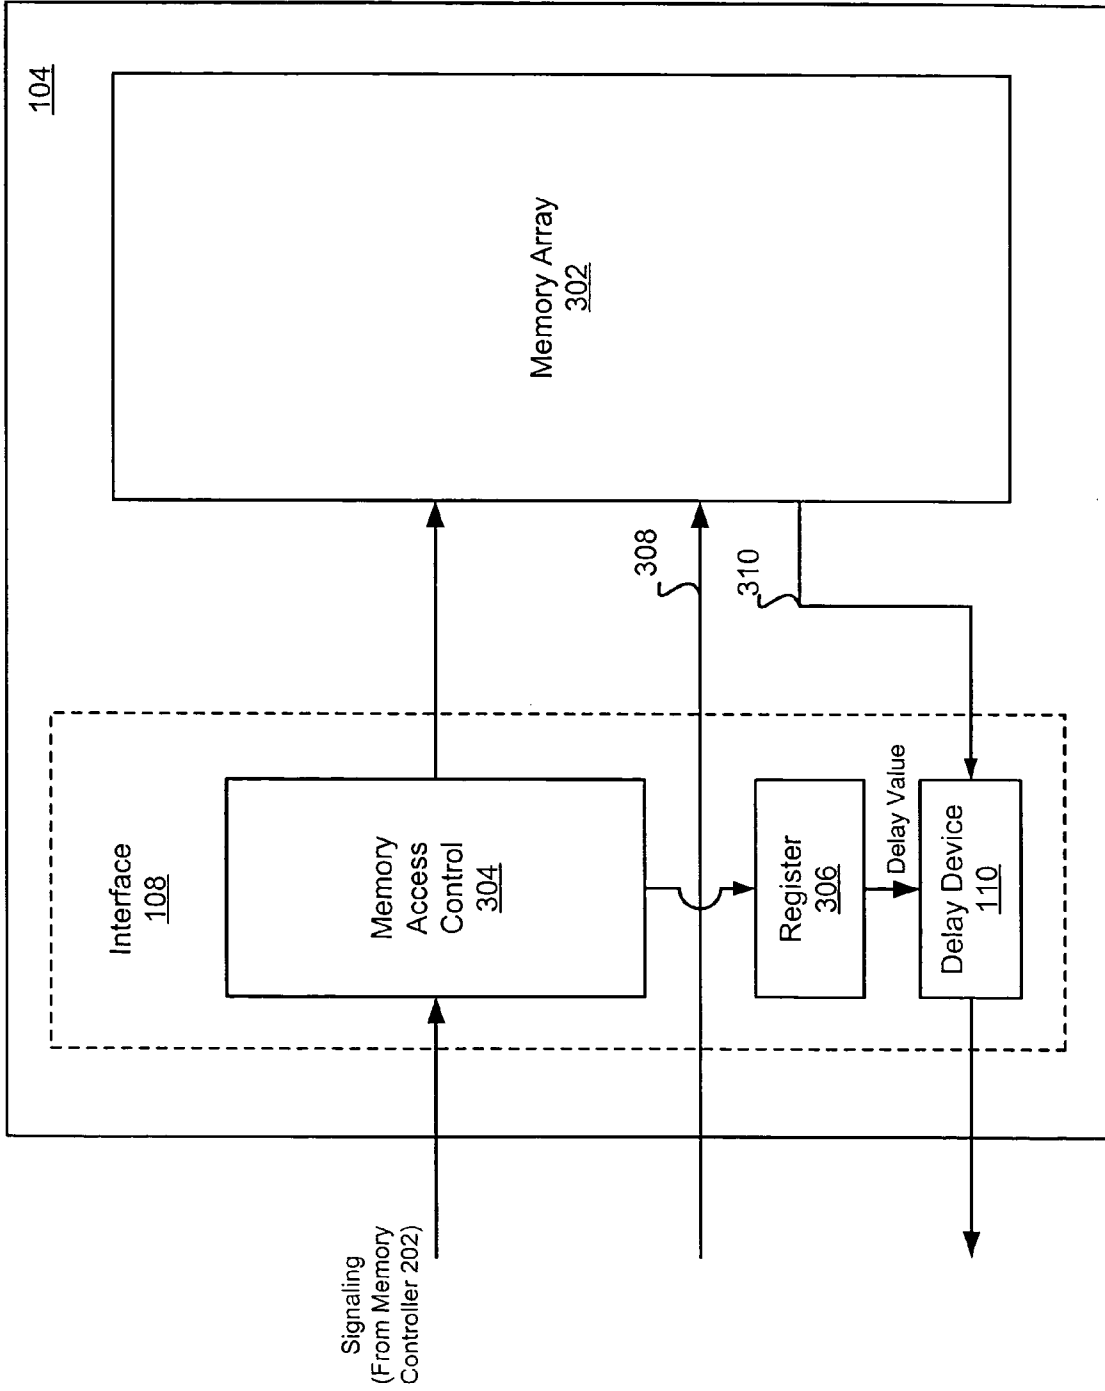 104
Interface
108
Memory
Access
Control
304
Memory Array
302
308
310
Register
306
Delay Value
Delay Device
110
Signaling
(From Memory
Controller 202)